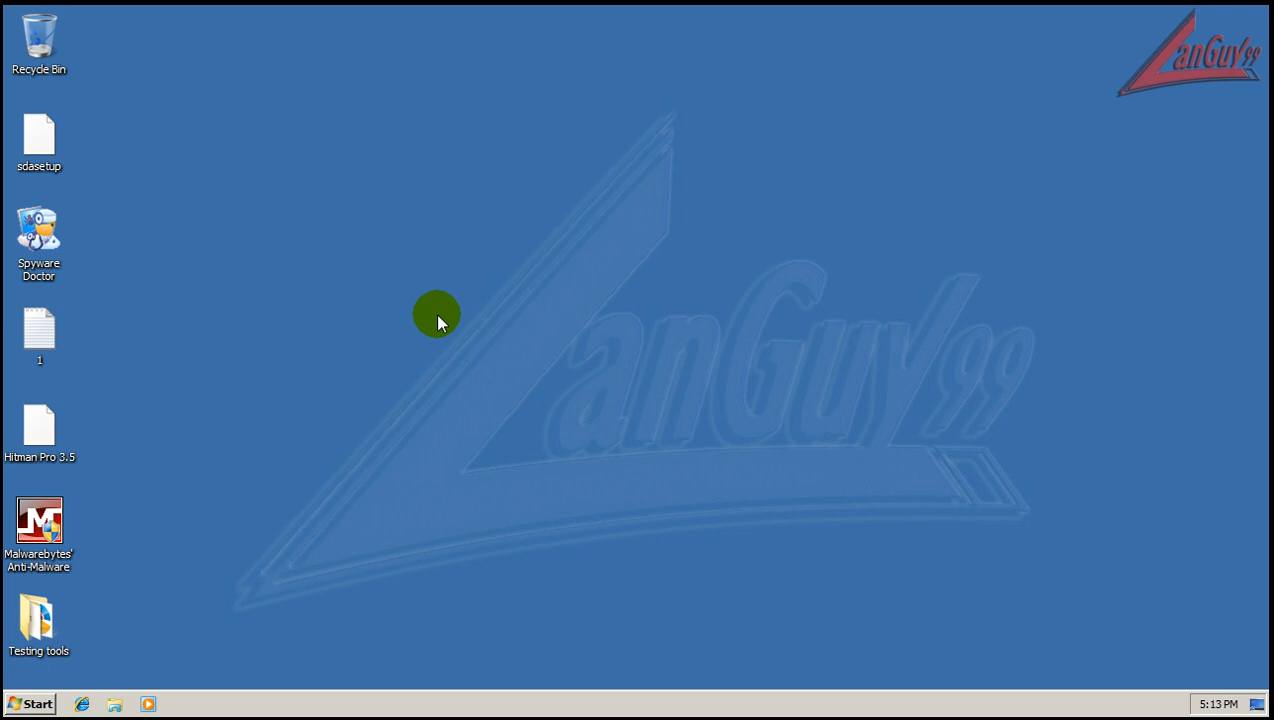 Recycle Bin
LanGuy99
sdasetup
Spyware
Doctor
1
LanGuy99
Hitman Pro 3.5
Malwarebytes'
Anti-Malware
Testing tools
Start
5:13 PM